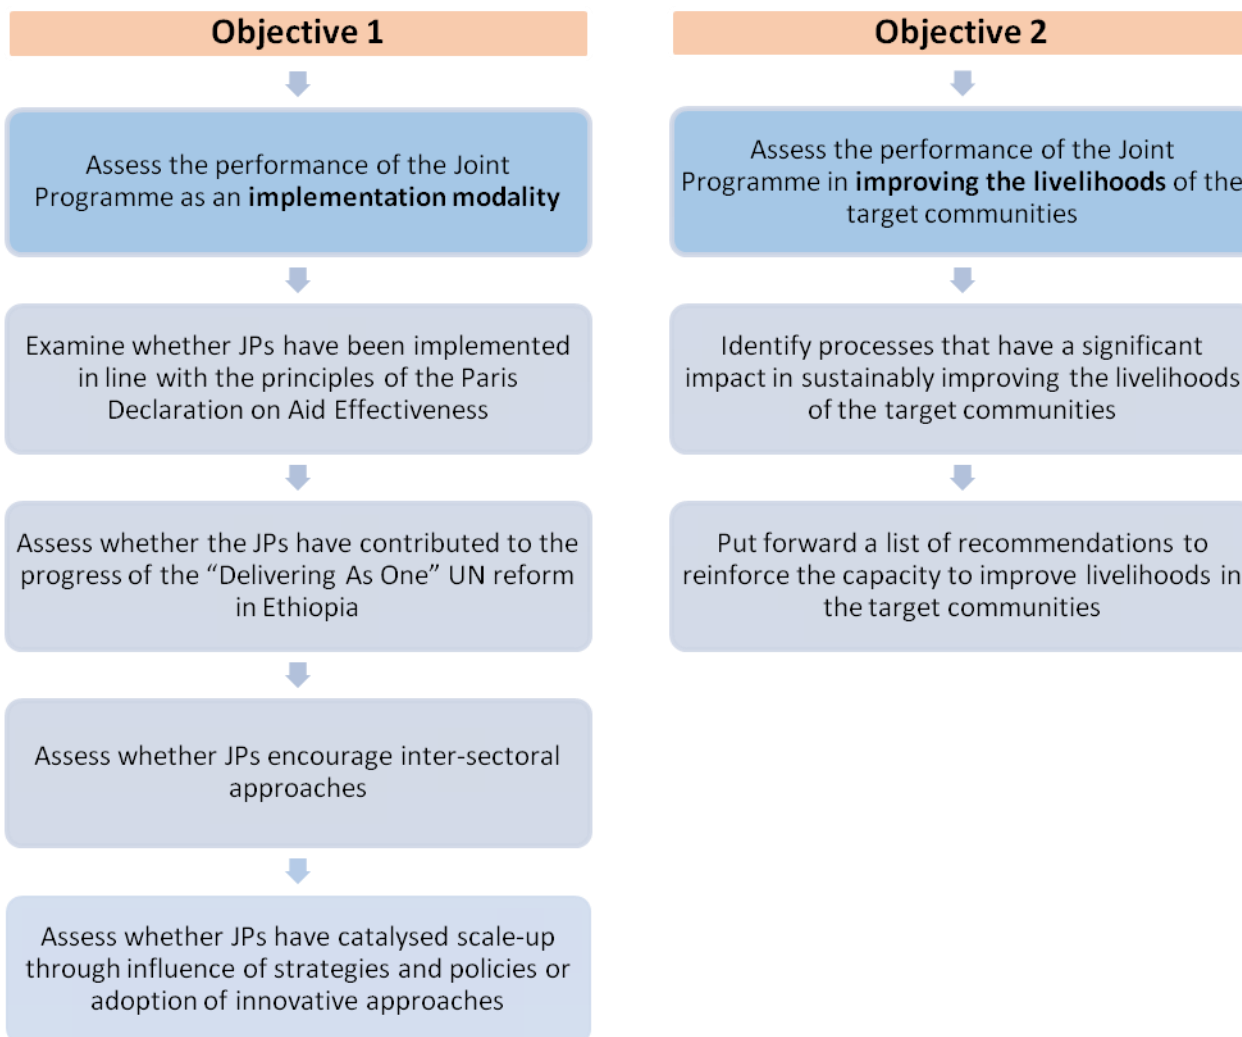 Objective 1
Assess the performance of the Joint
Programme as an implementation modality
Examine whether JPs have been implemented
in line with the principles of the Paris
Declaration on Aid Effectiveness
Assess whether the JPs have contributed to the
progress of the “Delivering As One” UN reform
in Ethiopia
Assess whether JPs encourage inter-sectoral
approaches
Assess whether JPs have catalysed scale-up
through influence of strategies and policies or
adoption of innovative approaches
Objective 2
Assess the performance of the Joint
Programme in improving the livelihoods of the
target communities
Identify processes that have a significant
impact in sustainably improving the livelihoods
of the target communities
Put forward a list of recommendations to
reinforce the capacity to improve livelihoods in
the target communities